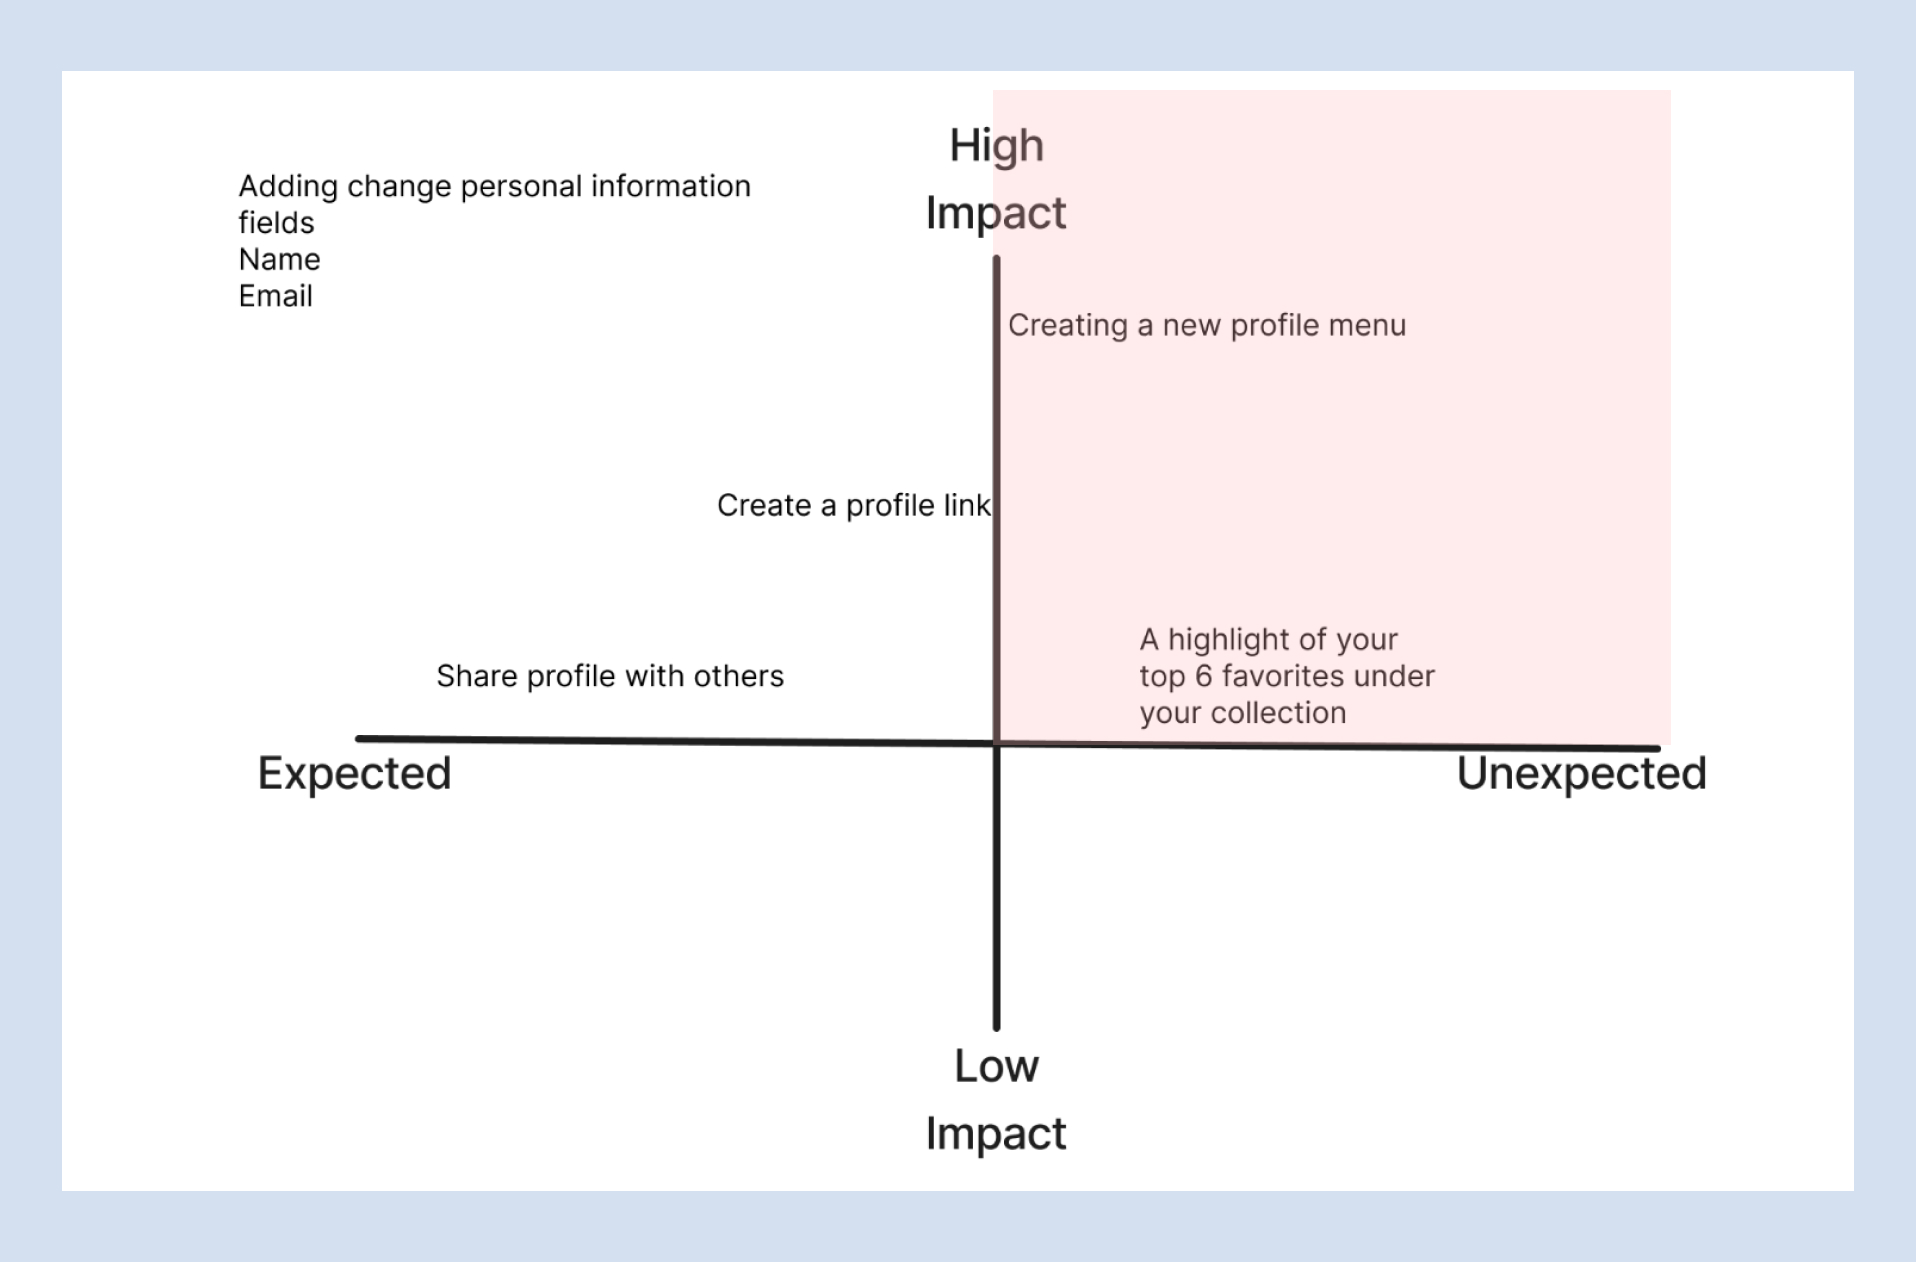 High
Impact
Adding change personal information
fields
Name
Email
Creating a new profile menu
Create a profile link
A highlight of your
top 6 favorites under
your collection
Share profile with others
Expected
Unexpected
Low
Impact